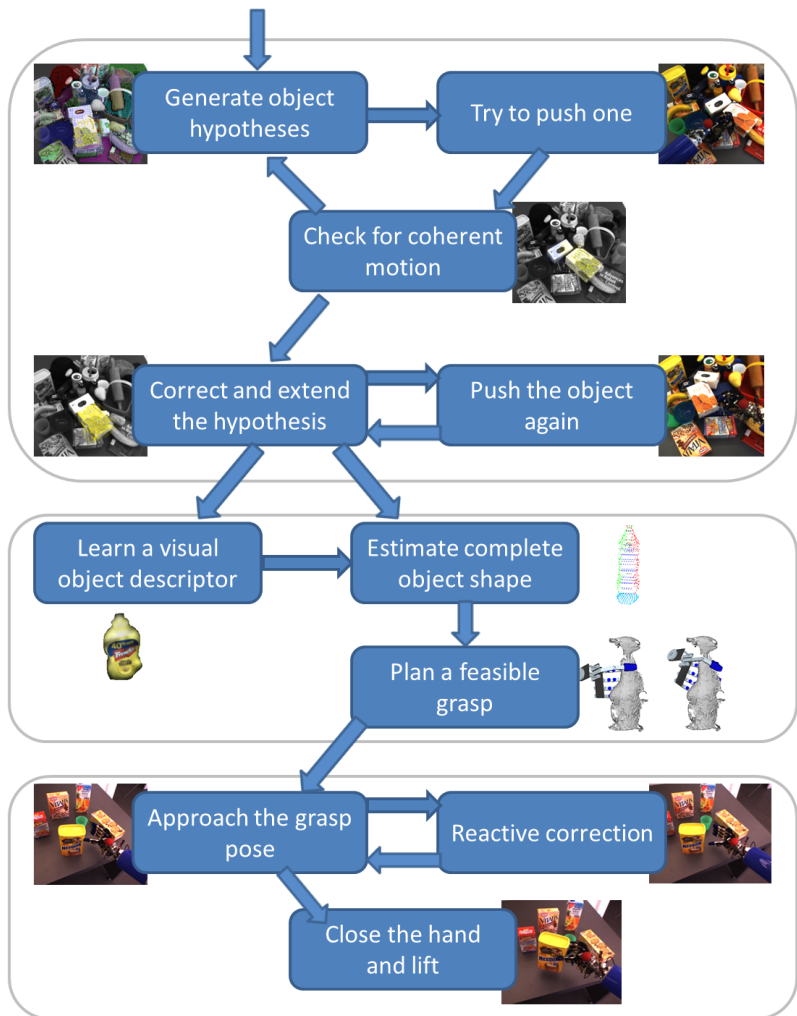 Generate object
hypotheses
Try to push one
Check for coherent
motion
Correct and extend
the hypothesis
Push the object
again
Learn a visual
object descriptor
Estimate complete
object shape
Plan a feasible
grasp
Approach the grasp
pose
Reactive correction
Close the hand
and lift